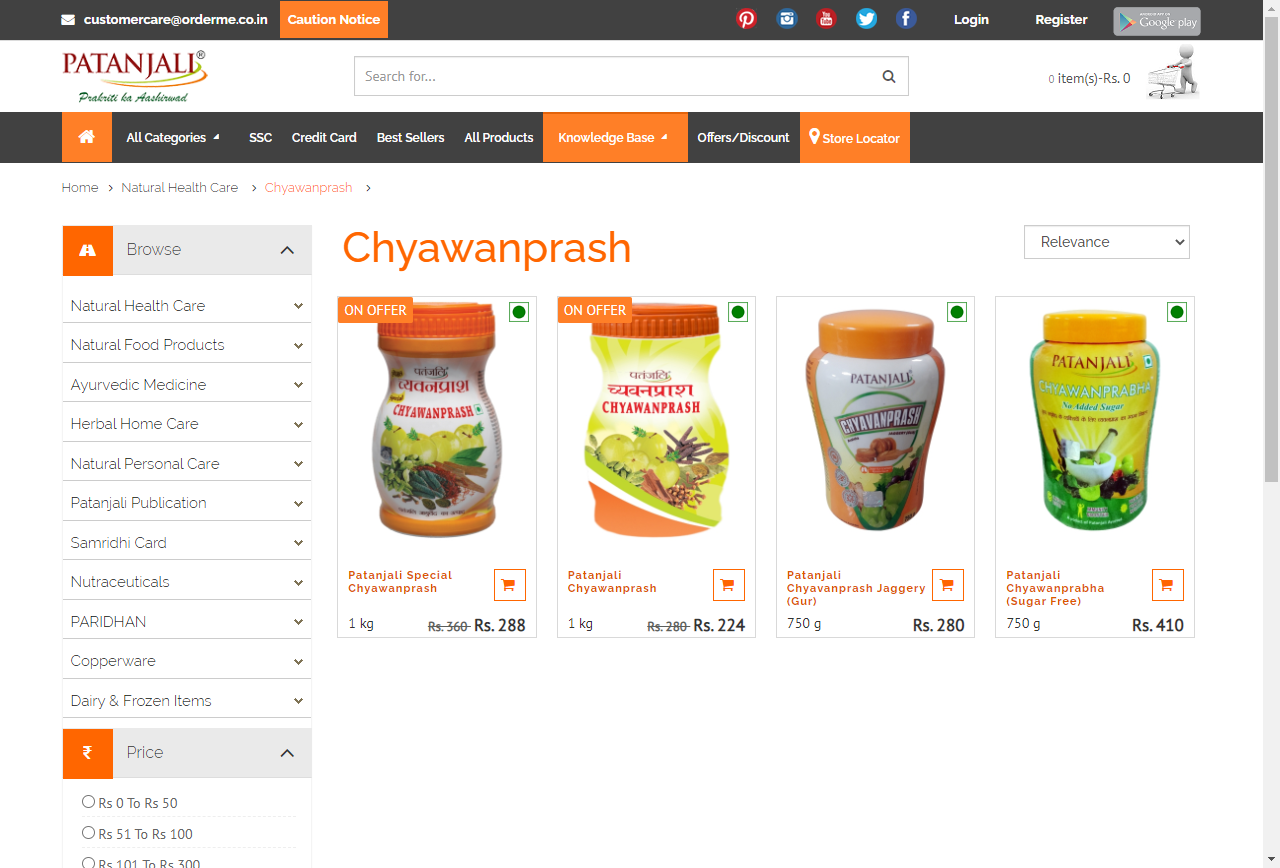 customercare@orderme.co.in
Caution Notice
Login
Register
Google play
PATANJALI®
Prakriti ka Aashirwad
Search for...
0 item(s)-Rs. 0
All Categories
SSC
Credit Card
Best Sellers
All Products
Knowledge Base
Offers/Discount
Store Locator
Home
Natural Health Care
Chyawanprash
Browse
Natural Health Care
Natural Food Products
Ayurvedic Medicine
Herbal Home Care
Natural Personal Care
Patanjali Publication
Samridhi Card
Nutraceuticals
PARIDHAN
Copperware
Dairy & Frozen Items
₹ Price
Rs 0 To Rs 50
Rs 51 To Rs 100
Rs 101 To Rs 300
Chyawanprash
Relevance
ON OFFER
पतंजलि
च्यवनप्राश
CHYAWANPRASH
Patanjali Special
Chyawanprash
1 kg
Rs. 360 Rs. 288
ON OFFER
पतंजलि
च्यवनप्राश
CHYAWANPRASH
Patanjali
Chyawanprash
1 kg
Rs. 280 Rs. 224
PATANJALI
CHYAVANPRASH
Patanjali
Chyavanprash Jaggery
(Gur)
750 g
Rs. 280
PATANJALI
CHYAWANPRABHA
No Added Sugar
Patanjali
Chyawanprabha
(Sugar Free)
750 g
Rs. 410